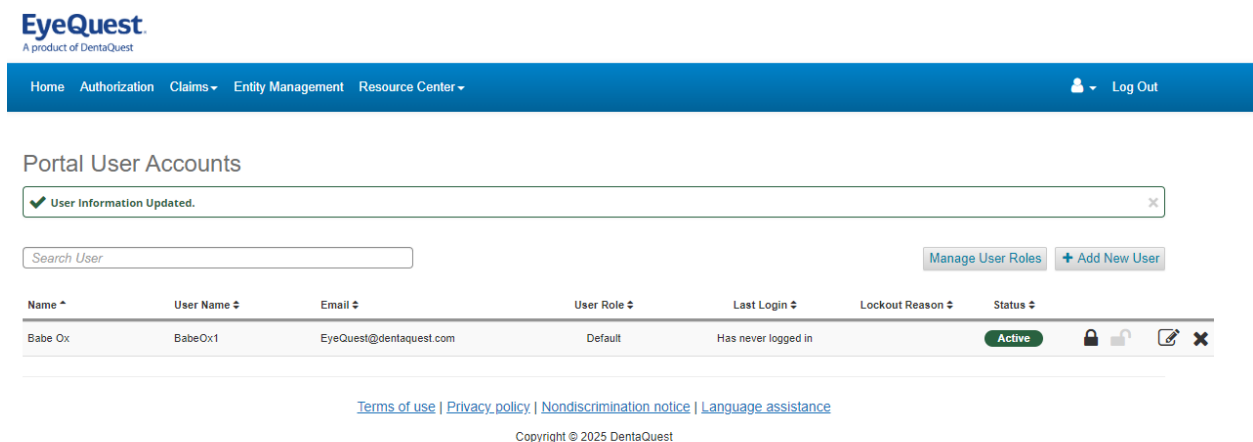 EyeQuest.
A product of DentaQuest
Home Authorization Claims Entity Management Resource Center Log Out
Portal User Accounts
User Information Updated.
Search User
Manage User Roles + Add New User
Name User Name Email User Role Last Login Lockout Reason Status
Babe Ox BabeOx1 EyeQuest@dentaquest.com Default Has never logged in Active
Terms of use | Privacy policy | Nondiscrimination notice | Language assistance
Copyright © 2025 DentaQuest